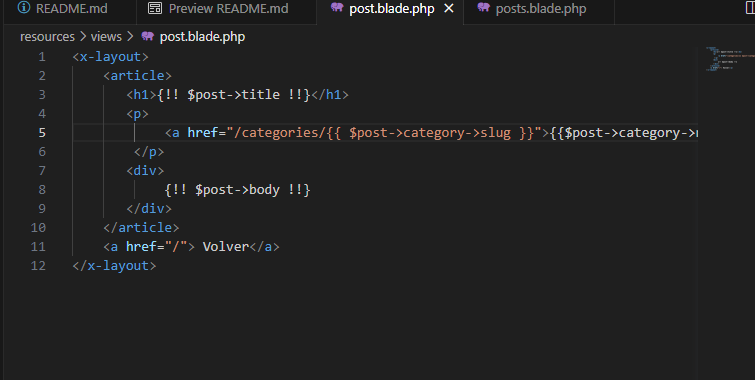 README.md Preview README.md post.blade.php posts.blade.php
resources > views > post.blade.php
1 <x-layout>
2 <article>
3 <h1>{!! $post->title !!}</h1>
4 <p>
5 <a href="/categories/{{ $post->category->slug }}">{{$post->category->
6 </p>
7 <div>
8 {!! $post->body !!}
9 </div>
10 </article>
11 <a href="/"> Volver</a>
12 </x-layout>